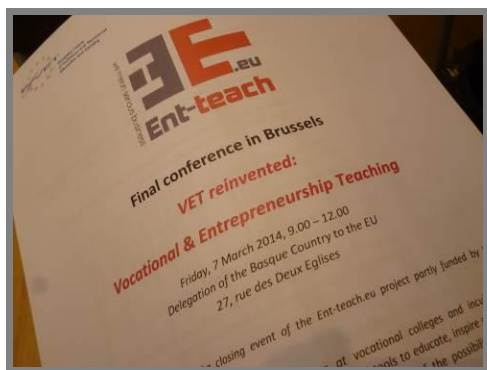 .eu
Ent-teach
Final conference in Brussels
VET reinvented:
Vocational & Entrepreneurship Teaching
Friday, 7 March 2014, 9.00 – 12.00
Delegation of the Basque Country to the EU
27, rue des Deux Eglises
closing event of the Ent-teach.eu project partly funded by
at vocational colleges and
to educate, inspire
of the